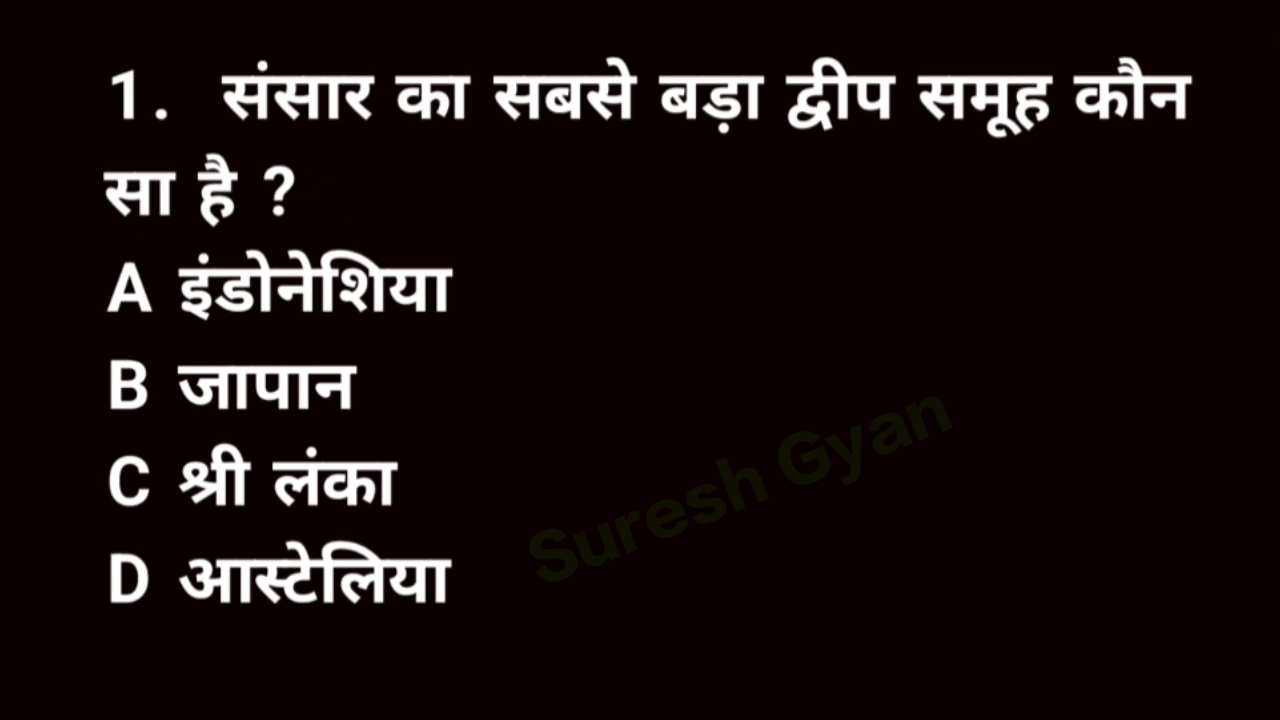 1. संसार का सबसे बड़ा द्वीप समूह कौन
सा है ?
A इंडोनेशिया
B जापान
C श्री लंका
D आस्टेलिया
Suresh Gyan